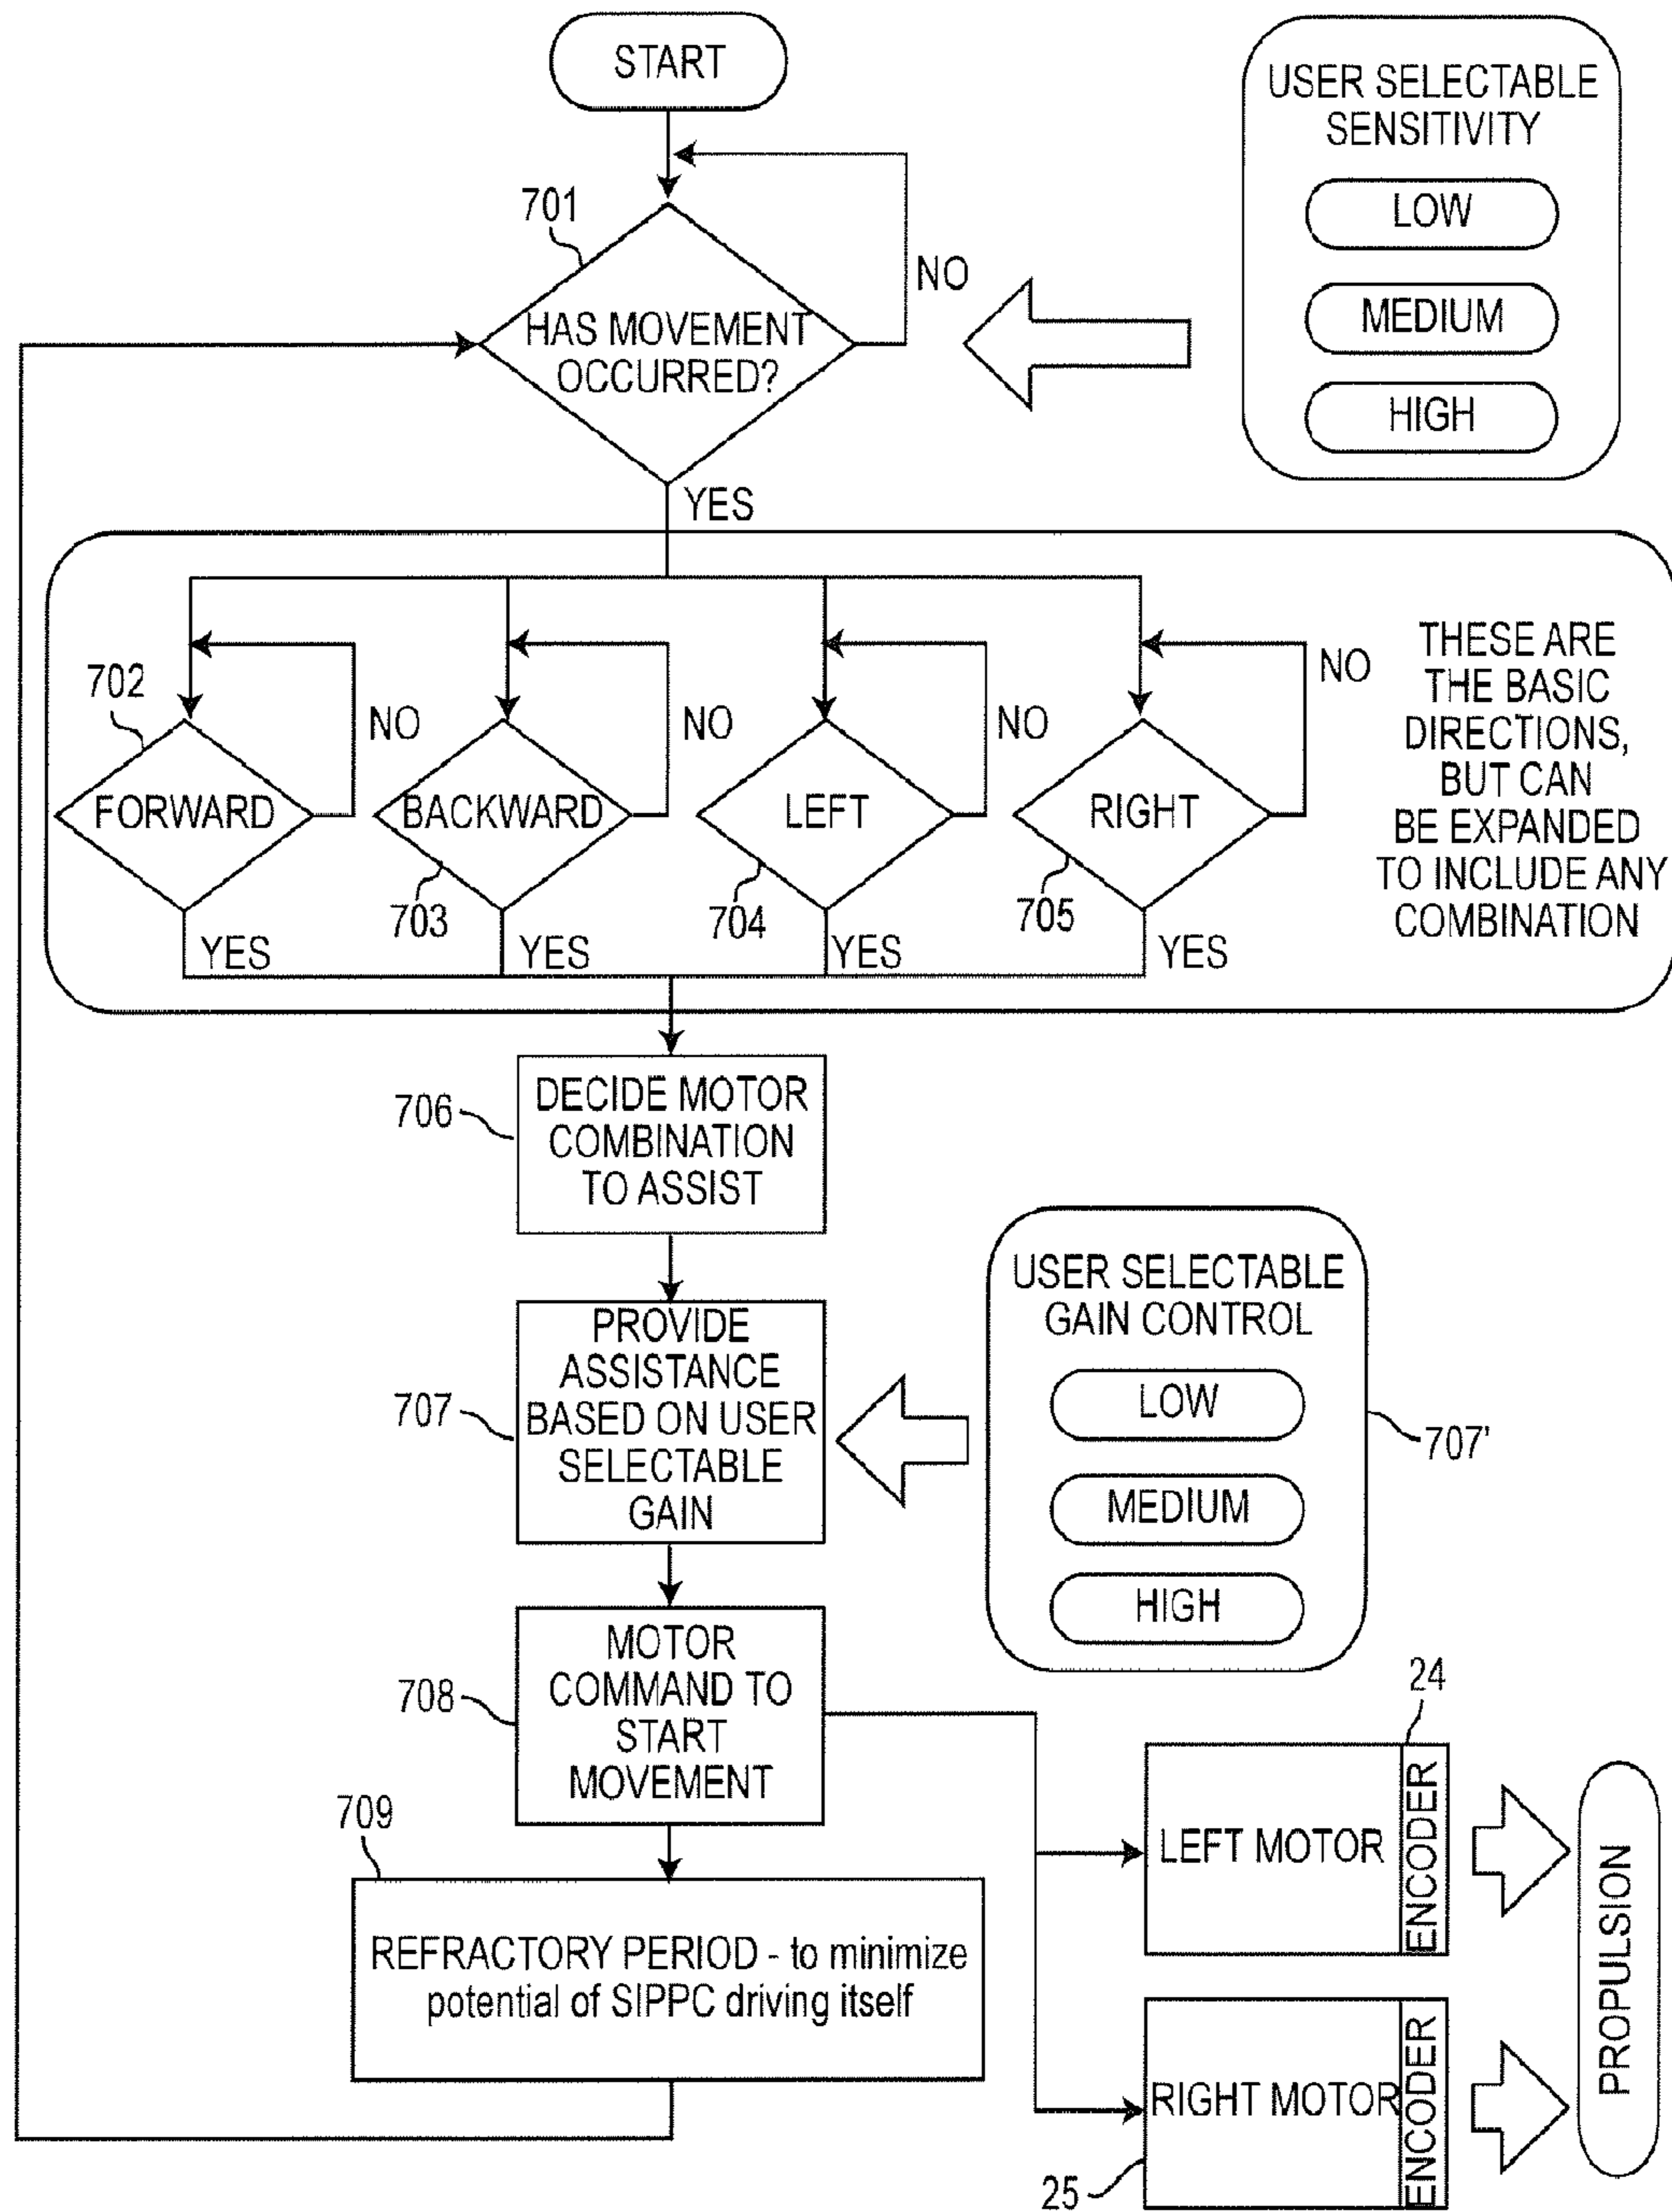 START
USER SELECTABLE
SENSITIVITY
LOW
MEDIUM
HIGH
701
NO
HAS MOVEMENT
OCCURRED?
YES
702
FORWARD
NO
YES
703
BACKWARD
NO
YES
704
LEFT
NO
YES
705
RIGHT
NO
YES
THESE ARE
THE BASIC
DIRECTIONS,
BUT CAN
BE EXPANDED
TO INCLUDE ANY
COMBINATION
706
DECIDE MOTOR
COMBINATION
TO ASSIST
707
PROVIDE
ASSISTANCE
BASED ON USER
SELECTABLE
GAIN
USER SELECTABLE
GAIN CONTROL
LOW
MEDIUM
HIGH
707'
708
MOTOR
COMMAND TO
START
MOVEMENT
709
REFRACTORY PERIOD - to minimize
potential of SIPPC driving itself
24
LEFT MOTOR
ENCODER
25
RIGHT MOTOR
ENCODER
PROPULSION